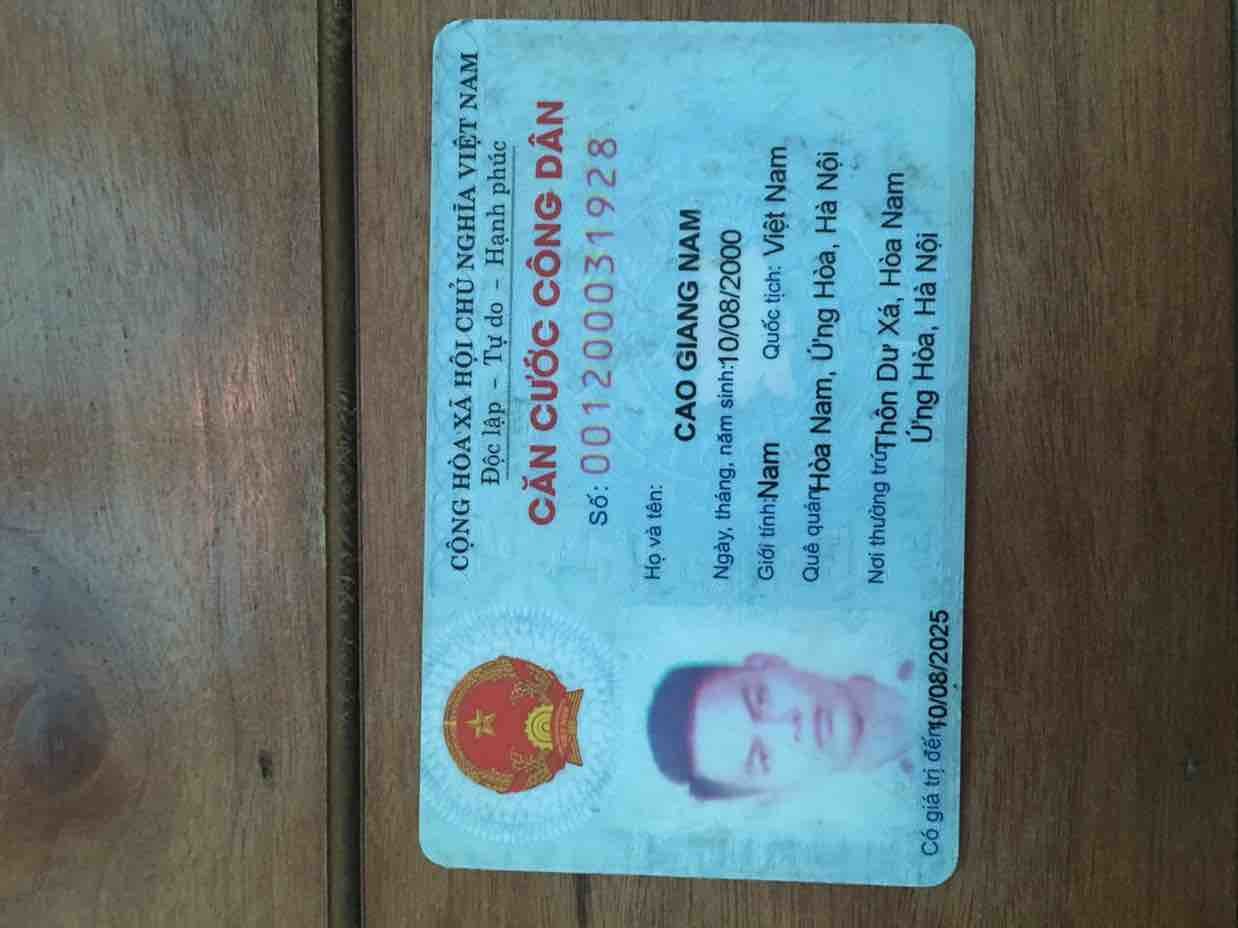 CỘNG HÒA XÃ HỘI CHỦ NGHĨA VIỆT NAM
Độc lập - Tự do - Hạnh phúc
CĂN CƯỚC CÔNG DÂN
Số: 001200031928
Họ và tên:
CAO GIANG NAM
Ngày, tháng, năm sinh:10/08/2000
Giới tính:Nam Quốc tịch: Việt Nam
Quê quán Hòa Nam, Ứng Hòa, Hà Nội
Nơi thường trú Thôn Dư Xá, Hòa Nam
Ứng Hòa, Hà Nội
Có giá trị đến 10/08/2025